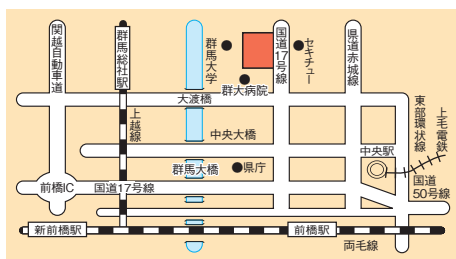 関越自動車道
群馬総社駅
群馬大学
国道17号線
セキチュー
県道赤城線
群大病院
大渡橋
上越線
中央大橋
東部環状線
上毛電鉄
中央駅
群馬大橋
県庁
前橋IC
国道17号線
国道
50号線
新前橋駅
前橋駅
両毛線